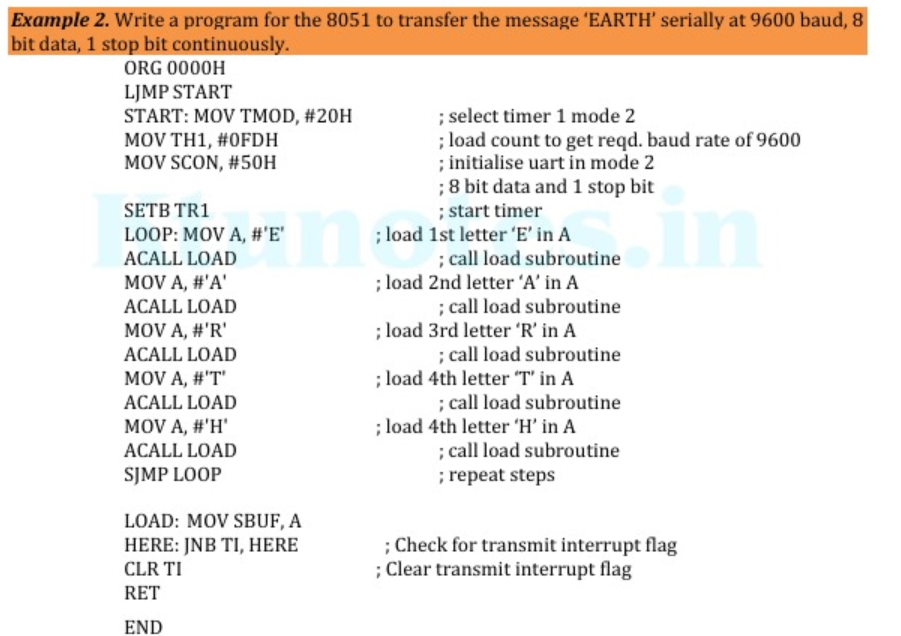 Example 2. Write a program for the 8051 to transfer the message ‘EARTH’ serially at 9600 baud, 8
bit data, 1 stop bit continuously.
ORG 0000H
LJMP START
START: MOV TMOD, #20H ; select timer 1 mode 2
MOV TH1, #0FDH ; load count to get reqd. baud rate of 9600
MOV SCON, #50H ; initialise uart in mode 2
; 8 bit data and 1 stop bit
SETB TR1 ; start timer
LOOP: MOV A, #'E' ; load 1st letter ‘E’ in A
ACALL LOAD ; call load subroutine
MOV A, #'A' ; load 2nd letter ‘A’ in A
ACALL LOAD ; call load subroutine
MOV A, #'R' ; load 3rd letter ‘R’ in A
ACALL LOAD ; call load subroutine
MOV A, #'T' ; load 4th letter ‘T’ in A
ACALL LOAD ; call load subroutine
MOV A, #'H' ; load 4th letter ‘H’ in A
ACALL LOAD ; call load subroutine
SJMP LOOP ; repeat steps
LOAD: MOV SBUF, A
HERE: JNB TI, HERE ; Check for transmit interrupt flag
CLR TI ; Clear transmit interrupt flag
RET
END